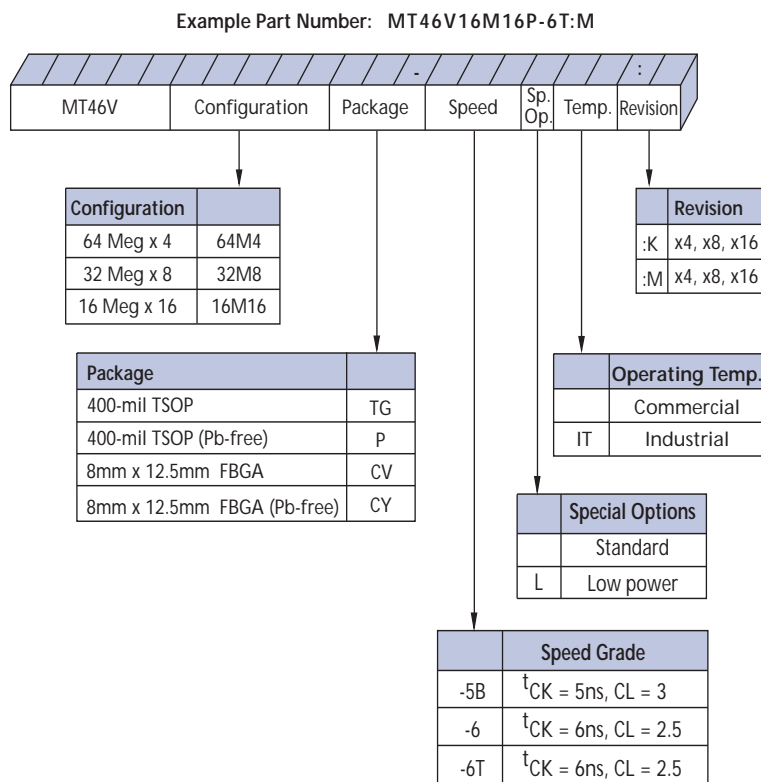 Example Part Number: MT46V16M16P-6T:M
- :
MT46V Configuration Package Speed Sp. Op. Temp. Revision
Configuration
64 Meg x 4 64M4
32 Meg x 8 32M8
16 Meg x 16 16M16
Revision
:K x4, x8, x16
:M x4, x8, x16
Package
400-mil TSOP TG
400-mil TSOP (Pb-free) P
8mm x 12.5mm FBGA CV
8mm x 12.5mm FBGA (Pb-free) CY
Operating Temp.
Commercial
IT Industrial
Special Options
Standard
L Low power
Speed Grade
-5B tCK = 5ns, CL = 3
-6 tCK = 6ns, CL = 2.5
-6T tCK = 6ns, CL = 2.5